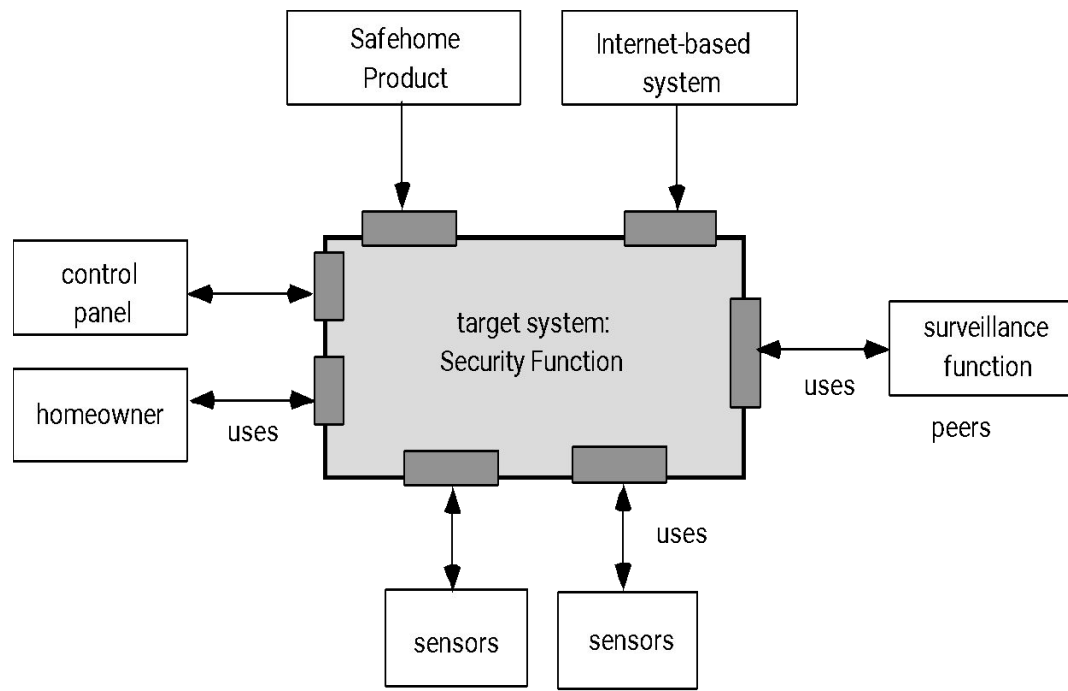 Safehome
Product
Internet-based
system
control
panel
target system:
Security Function
surveillance
function
homeowner
uses
uses
peers
uses
sensors
sensors